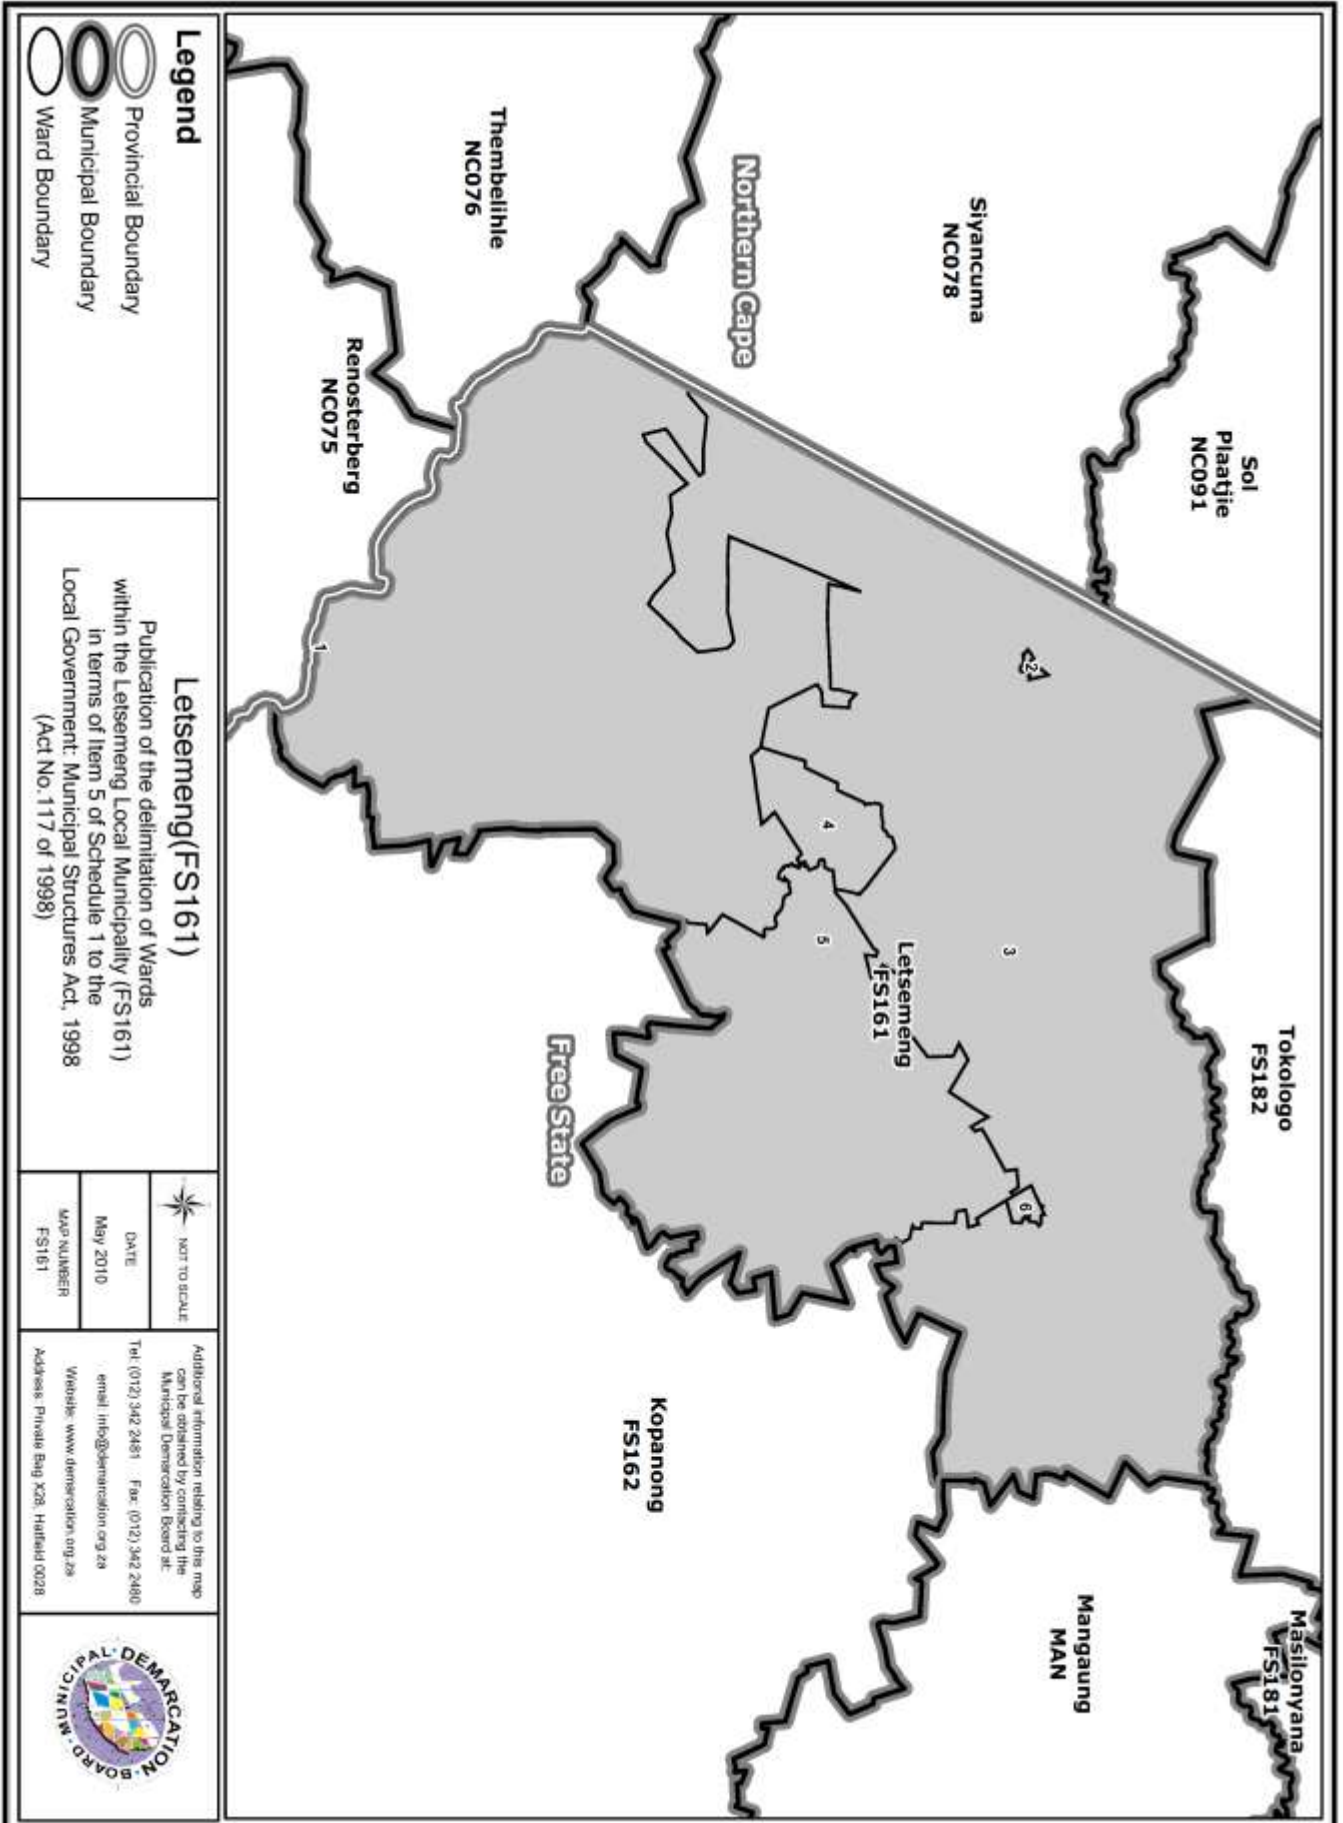 Masilonyana
FS181
Tokologo
FS182
Sol
Plaatjie
NC091
Siyancuma
NC078
Mangaung
MAN
2
3
6
Letsemeng
FS161
4
5
Northern Cape
Thembelihle
NC076
Free State
Kopanong
FS162
Renosterberg
NC075
1
Legend
Provincial Boundary
Municipal Boundary
Ward Boundary
Letsemeng(FS161)
Publication of the delimitation of Wards
within the Letsemeng Local Municipality (FS161)
in terms of Item 5 of Schedule 1 to the
Local Government: Municipal Structures Act, 1998
(Act No.117 of 1998)
NOT TO SCALE
DATE
May 2010
MAP NUMBER
FS161
Additional information relating to this map
can be obtained by contacting the
Municipal Demarcation Board at:
Tel: (012) 342 2481 Fax: (012) 342 2480
email: info@demarcation.org.za
Website: www.demarcation.org.za
Address: Private Bag X28, Hatfield 0028
MUNICIPAL·DEMARCATION·BOARD